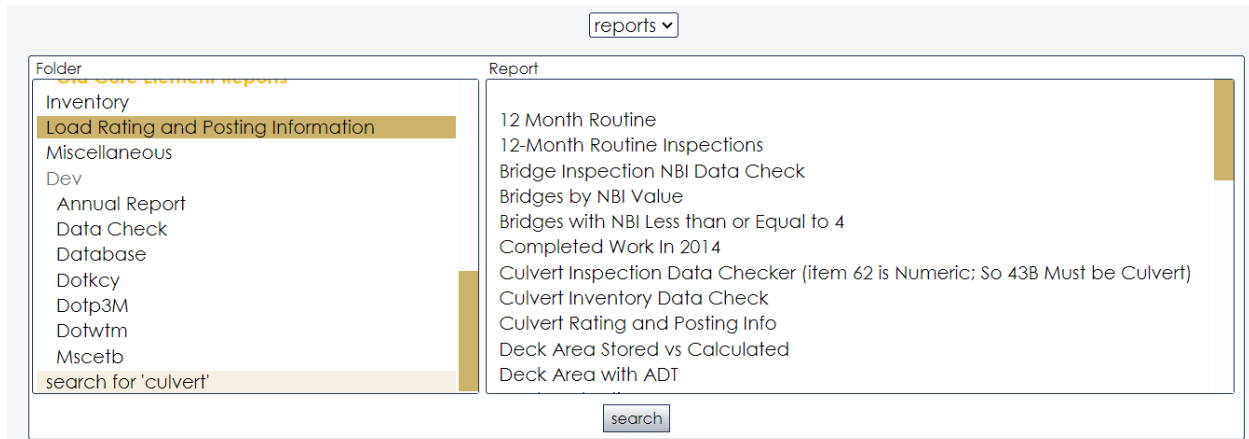 reports
Folder
Old Core Element Reports
Inventory
Load Rating and Posting Information
Miscellaneous
Dev
Annual Report
Data Check
Database
Dotkcy
Dotp3M
Dotwtm
Mscetb
search for 'culvert'
Report
12 Month Routine
12-Month Routine Inspections
Bridge Inspection NBI Data Check
Bridges by NBI Value
Bridges with NBI Less than or Equal to 4
Completed Work In 2014
Culvert Inspection Data Checker (item 62 is Numeric; So 43B Must be Culvert)
Culvert Inventory Data Check
Culvert Rating and Posting Info
Deck Area Stored vs Calculated
Deck Area with ADT
search